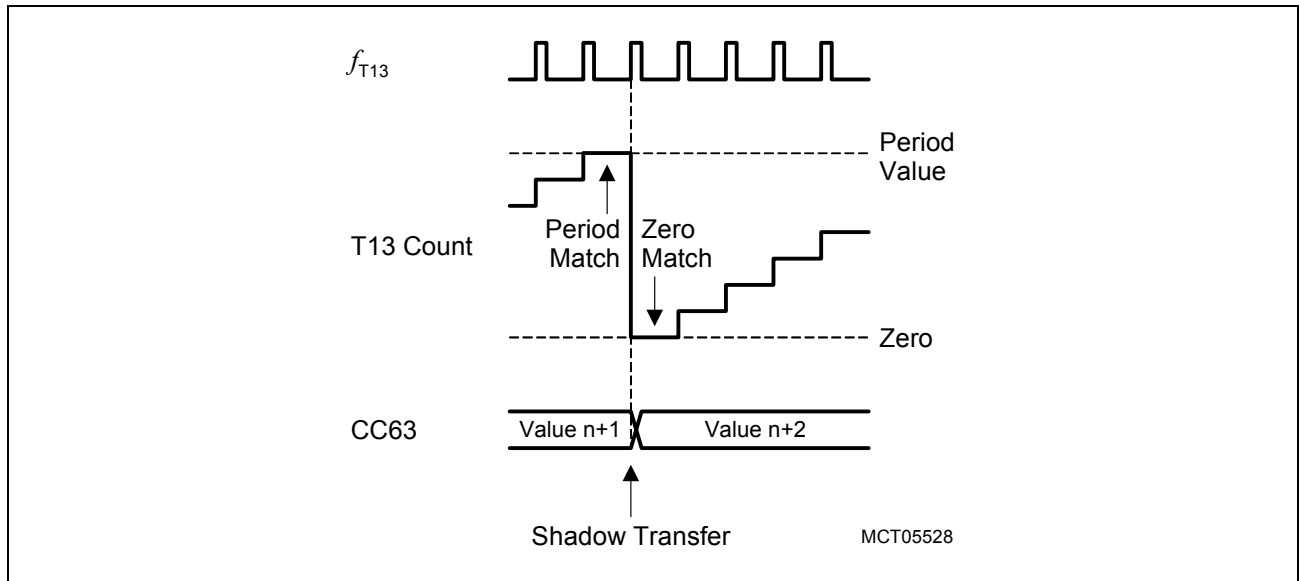 fT13
Period
Value
Period
Match
Zero
Match
T13 Count
Zero
CC63
Value n+1
Value n+2
Shadow Transfer
MCT05528